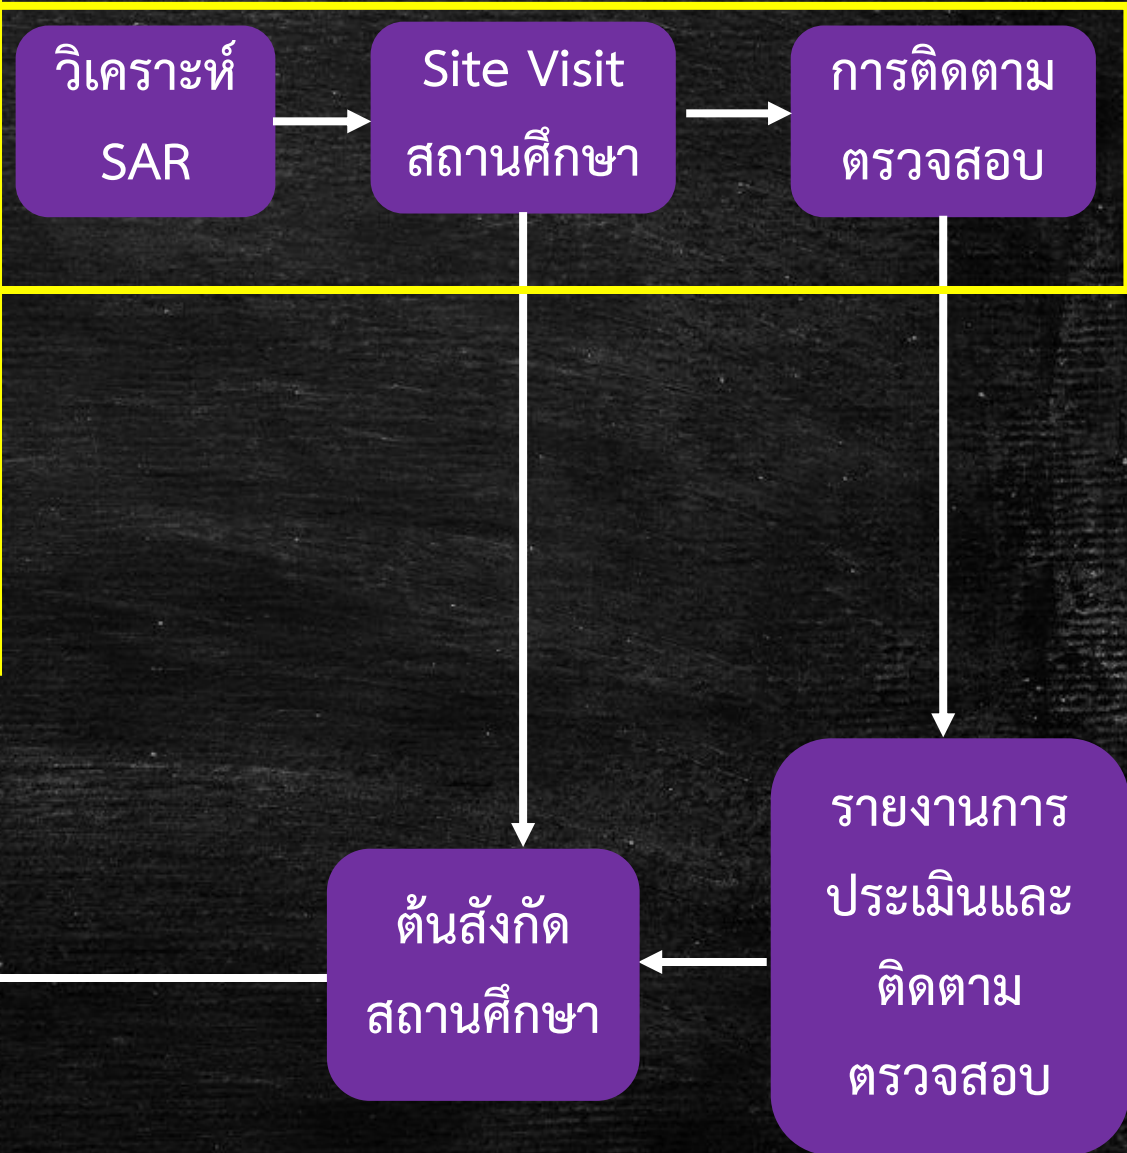 วิเคราะห์
SAR
Site Visit
สถานศึกษา
การติดตาม
ตรวจสอบ
ต้นสังกัด
สถานศึกษา
รายงานการ
ประเมินและ
ติดตาม
ตรวจสอบ